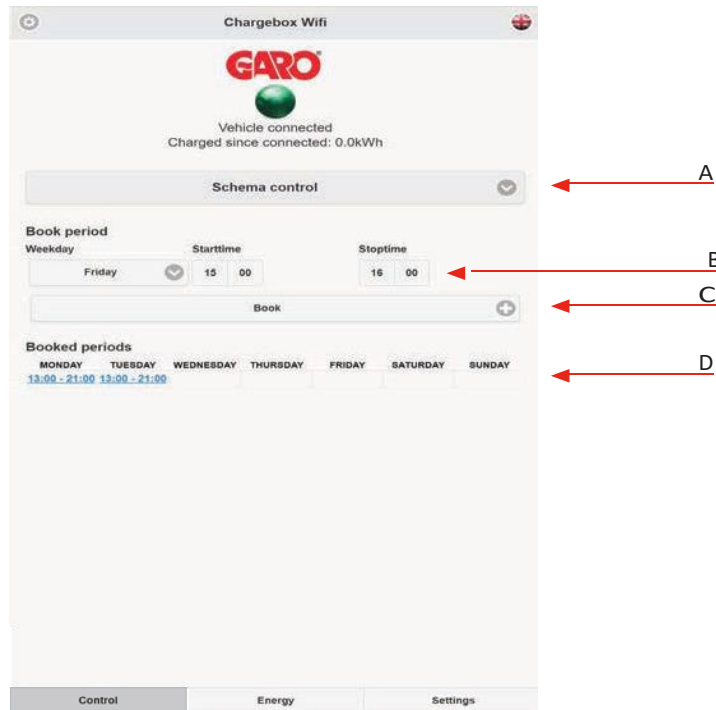 Chargebox Wifi
GARO
Vehicle connected
Charged since connected: 0.0kWh
Schema control
A
Book period
Weekday Starttime Stoptime
Friday 15 00 16 00
B
Book
C
Booked periods
MONDAY TUESDAY WEDNESDAY THURSDAY FRIDAY SATURDAY SUNDAY
13:00 - 21:00 13:00 - 21:00
D
Control Energy Settings